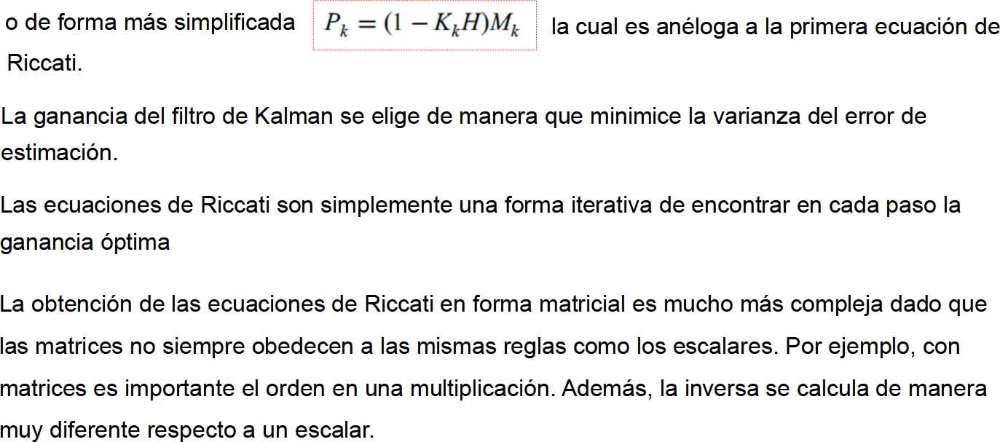 o de forma más simplificada P_k = (1 − K_kH)M_k la cual es anéloga a la primera ecuación de
Riccati.
La ganancia del filtro de Kalman se elige de manera que minimice la varianza del error de
estimación.
Las ecuaciones de Riccati son simplemente una forma iterativa de encontrar en cada paso la
ganancia óptima
La obtención de las ecuaciones de Riccati en forma matricial es mucho más compleja dado que
las matrices no siempre obedecen a las mismas reglas como los escalares. Por ejemplo, con
matrices es importante el orden en una multiplicación. Además, la inversa se calcula de manera
muy diferente respecto a un escalar.